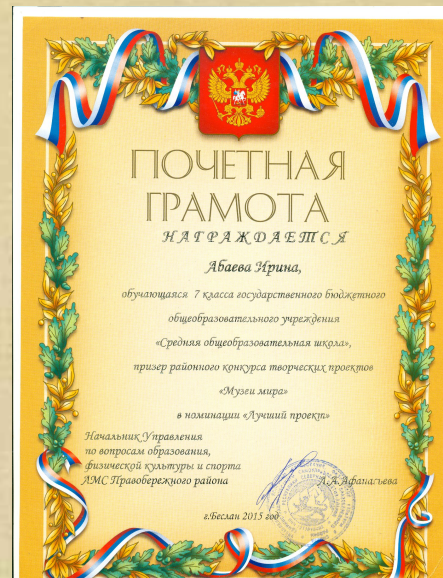 ПОЧЕТНАЯ
ГРАМОТА
НАГРАЖДАЕТСЯ
Абаева Ирина,
обучающаяся 7 класса государственного бюджетного
общеобразовательного учреждения
«Средняя общеобразовательная школа»,
призер районного конкурса творческих проектов
«Музеи мира»
в номинации «Лучший проект»
Начальник Управления
по вопросам образования,
физической культуры и спорта
АМС Правобережного района Л.А.Афанасьева
г.Беслан 2015 год